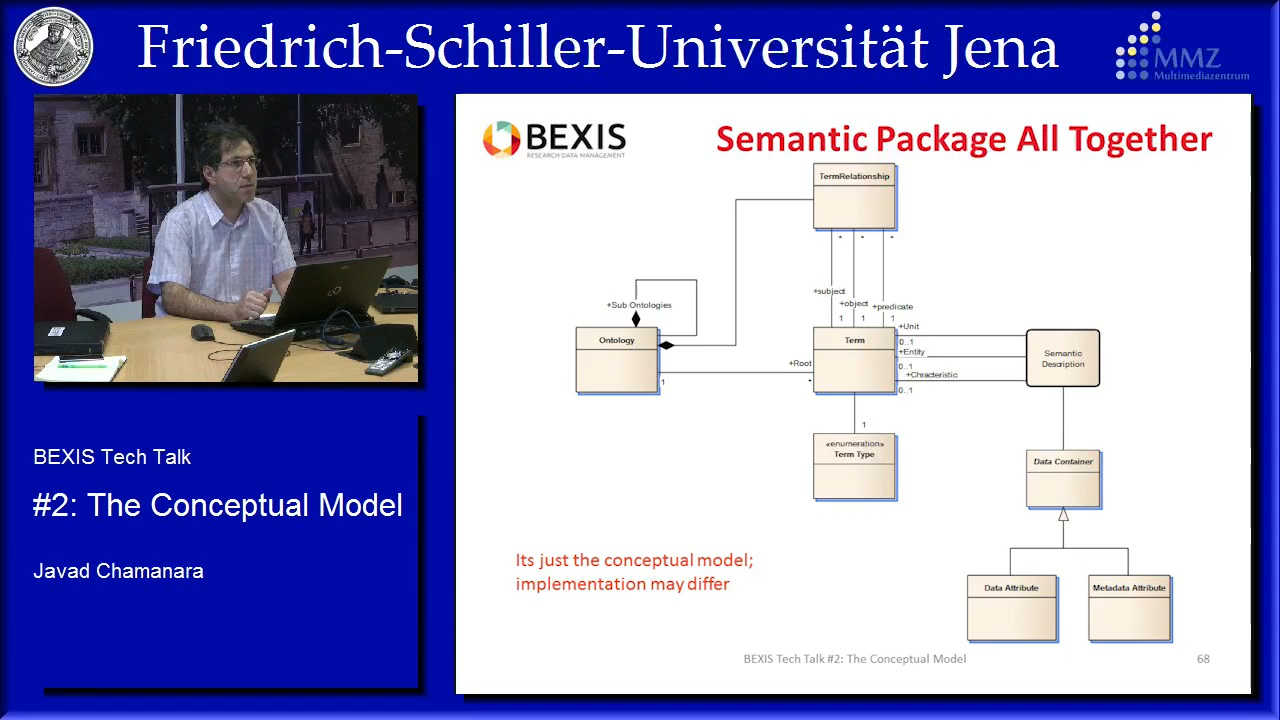 Friedrich-Schiller-Universität Jena
MMZ
Multimediazentrum
BEXIS
RESEARCH DATA MANAGEMENT
Semantic Package All Together
TermRelationship
* * *
+subject
+object
+predicate
1 1 1
+Sub Ontologies
Ontology
1
+Root
*
Term
+Unit
0..1
+Entity
0..1
+Chracteristic
0..1
Semantic
Description
1
«enumeration»
Term Type
Data Container
Data Attribute
Metadata Attribute
Its just the conceptual model;
implementation may differ
BEXIS Tech Talk #2: The Conceptual Model
68
BEXIS Tech Talk
#2: The Conceptual Model
Javad Chamanara